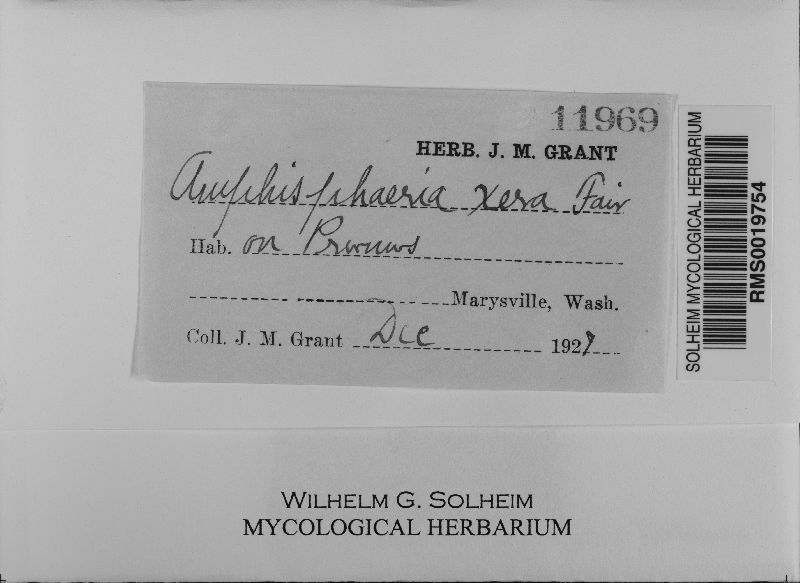 11969
HERB. J. M. GRANT
Amphisphaeria xera Fair
Hab. on Prunus
Marysville, Wash.
Coll. J. M. Grant Dec 1927
SOLHEIM MYCOLOGICAL HERBARIUM
RMS0019754
WILHELM G. SOLHEIM
MYCOLOGICAL HERBARIUM